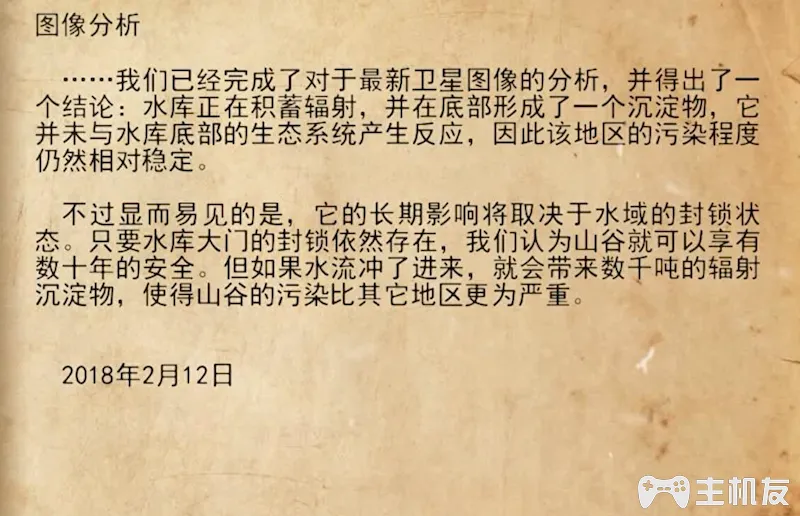 图像分析
……我们已经完成了对于最新卫星图像的分析，并得出了一
个结论：水库正在积蓄辐射，并在底部形成了一个沉淀物，它
并未与水库底部的生态系统产生反应，因此该地区的污染程度
仍然相对稳定。
不过显而易见的是，它的长期影响将取决于水域的封锁状
态。只要水库大门的封锁依然存在，我们认为山谷就可以享有
数十年的安全。但如果水流冲了进来，就会带来数千吨的辐射
沉淀物，使得山谷的污染比其它地区更为严重。
2018年2月12日
主机友